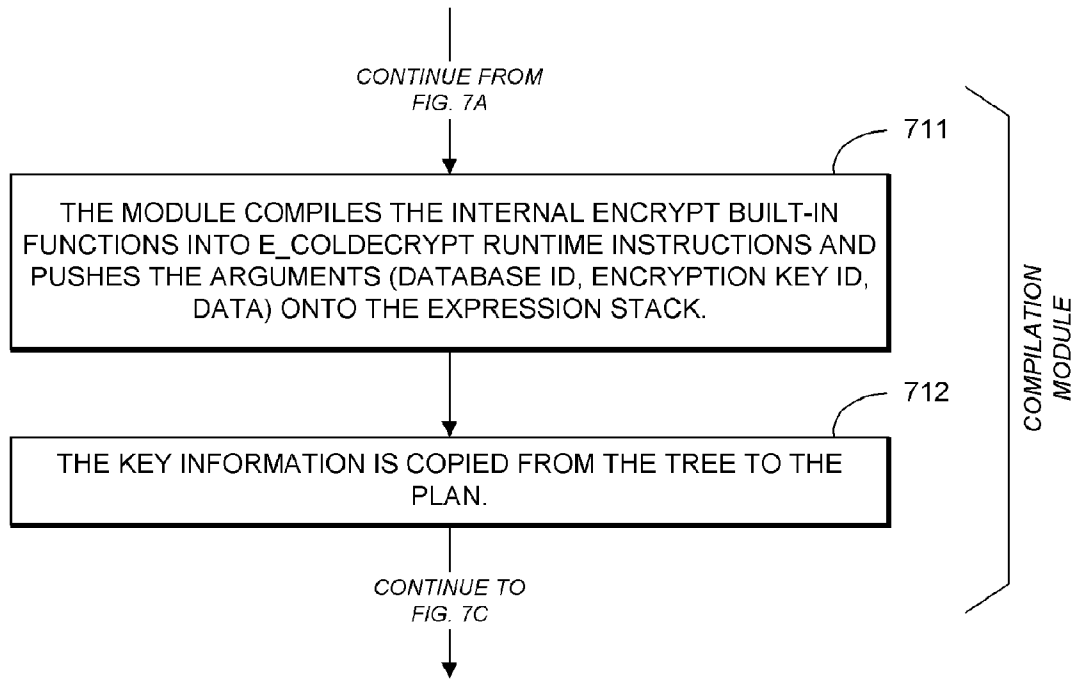 CONTINUE FROM
FIG. 7A
711
THE MODULE COMPILES THE INTERNAL ENCRYPT BUILT-IN
FUNCTIONS INTO E_COLDECRYPT RUNTIME INSTRUCTIONS AND
PUSHES THE ARGUMENTS (DATABASE ID, ENCRYPTION KEY ID,
DATA) ONTO THE EXPRESSION STACK.
712
THE KEY INFORMATION IS COPIED FROM THE TREE TO THE
PLAN.
CONTINUE TO
FIG. 7C
COMPILATION
MODULE